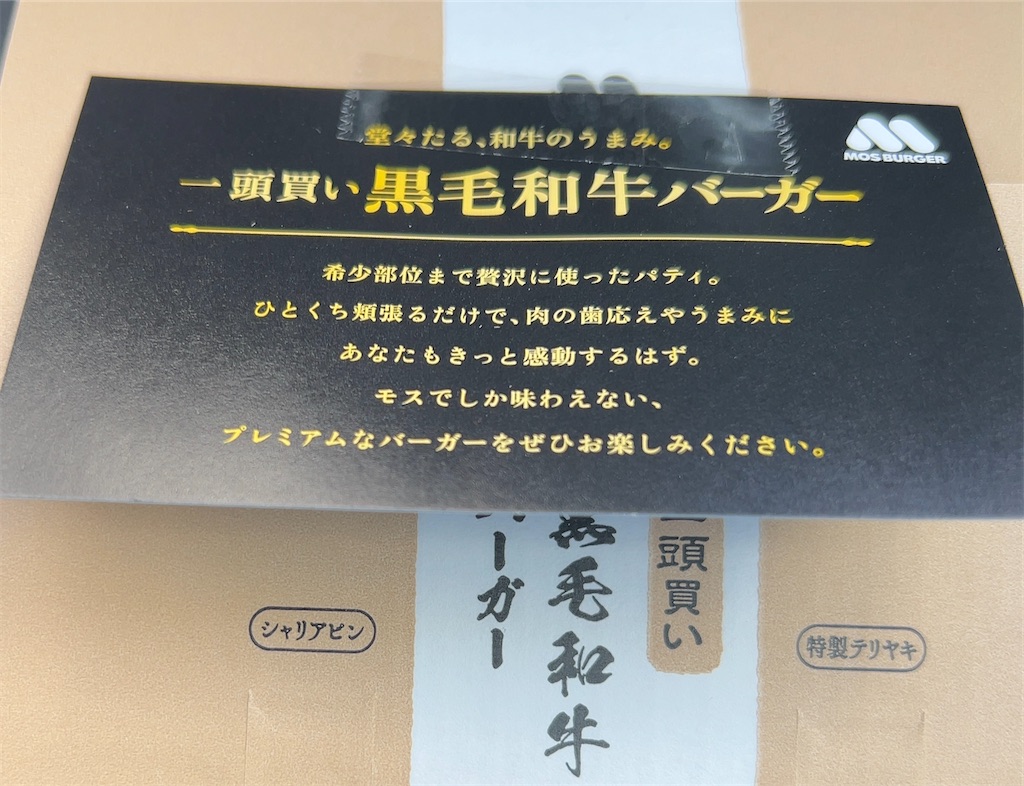 堂々たる、和牛のうまみ。
MOS BURGER
一頭買い 黒毛和牛バーガー
希少部位まで贅沢に使ったパティ。
ひとくち頬張るだけで、肉の歯応えやうまみに
あなたもきっと感動するはず。
モスでしか味わえない、
プレミアムなバーガーをぜひお楽しみください。
一頭買い
黒毛和牛
バーガー
シャリアピン
特製テリヤキ